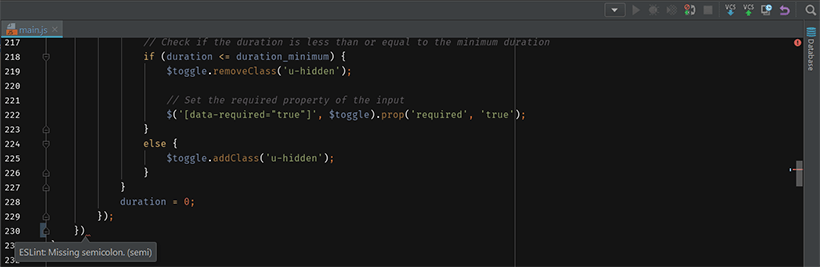 VCS VCS
main.js
217 // Check if the duration is less than or equal to the minimum duration
218 if (duration <= duration_minimum) {
219 $toggle.removeClass('u-hidden');
220
221 // Set the required property of the input
222 $('[data-required="true"]', $toggle).prop('required', 'true');
223 }
224 else {
225 $toggle.addClass('u-hidden');
226 }
227 }
228 duration = 0;
229 });
230 })
ESLint: Missing semicolon. (semi)
232
Database